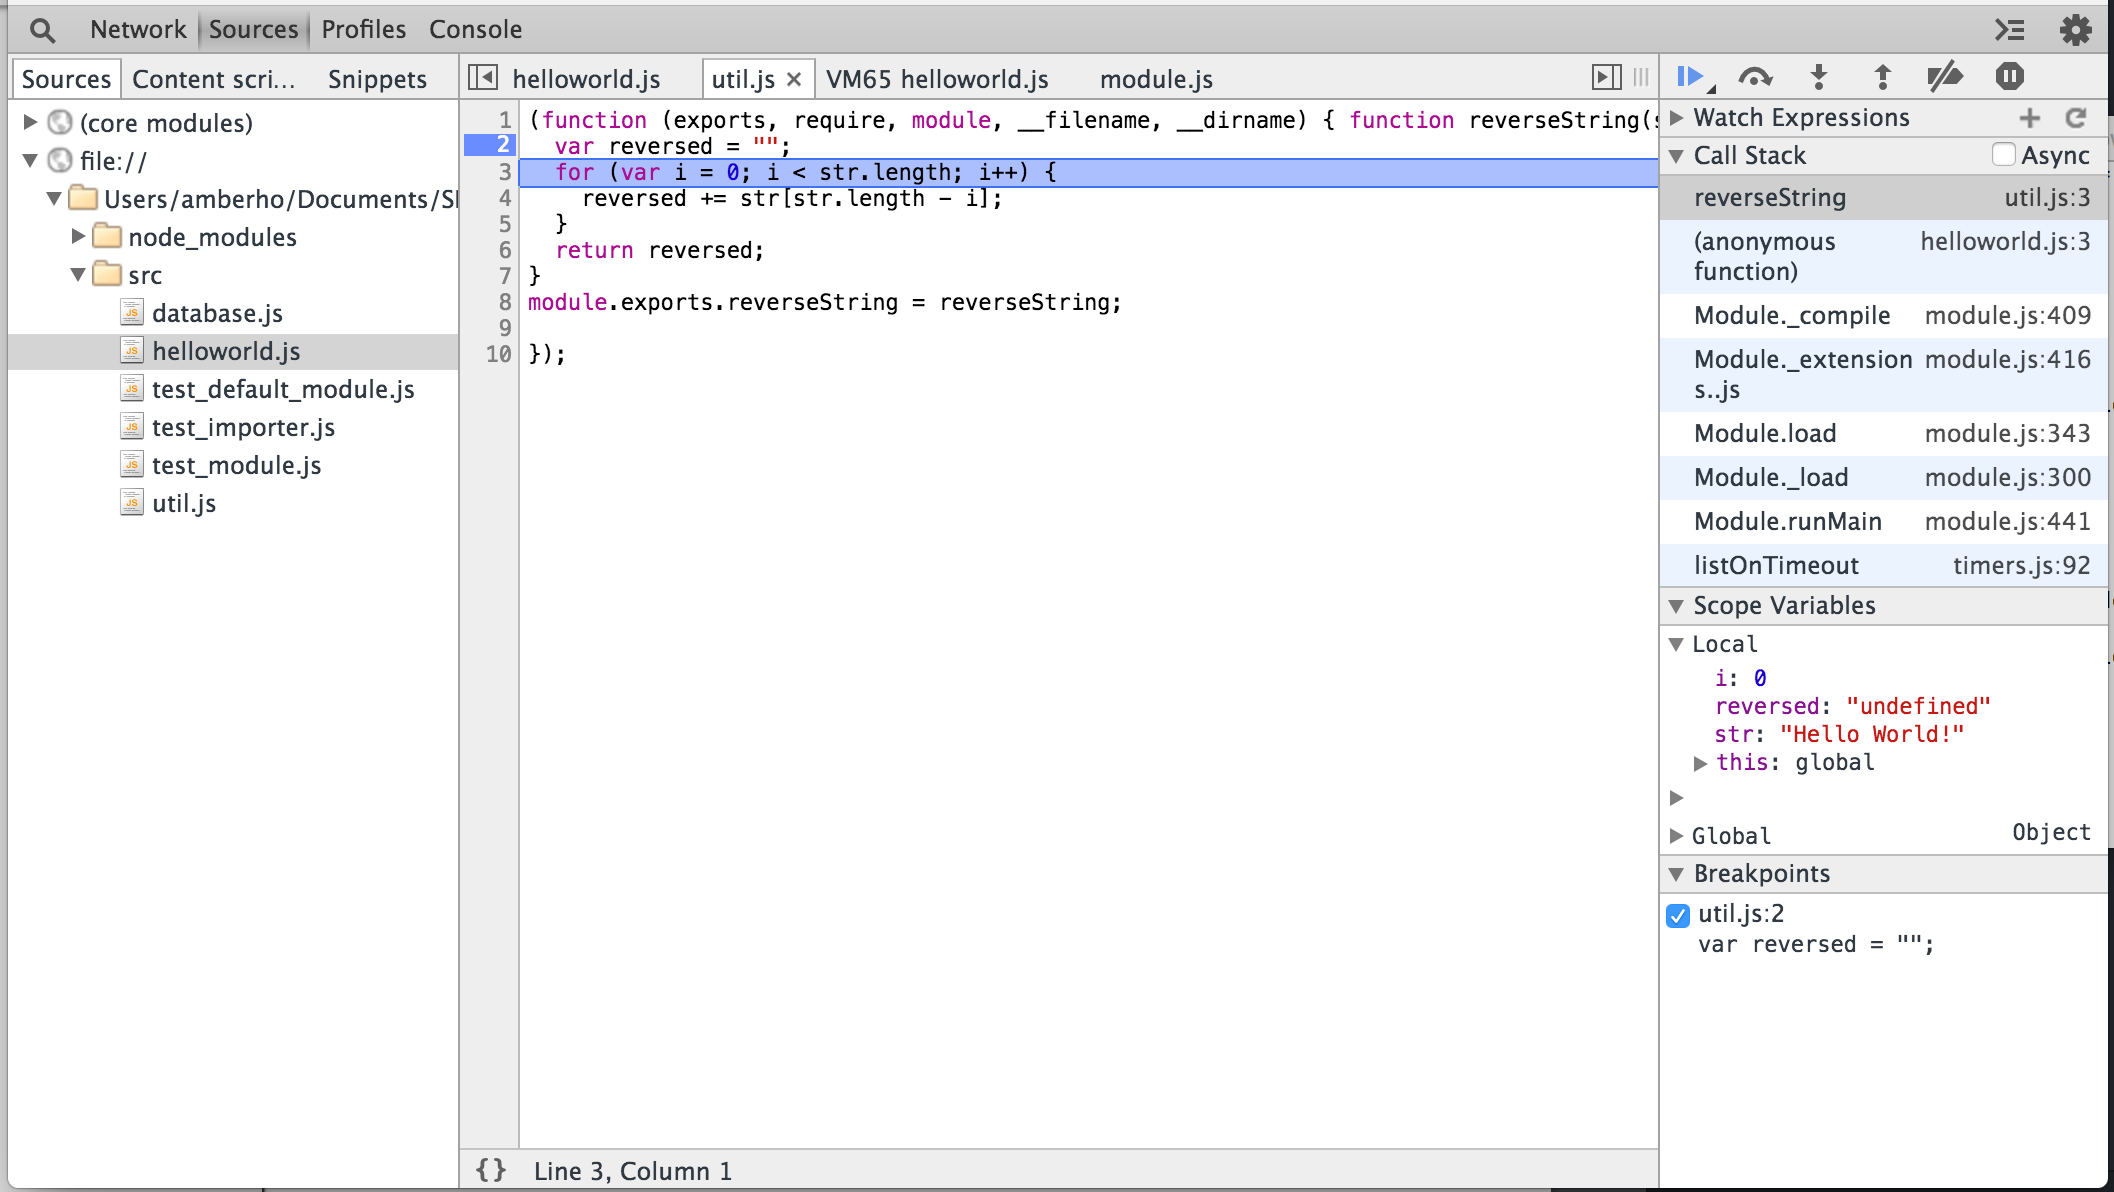 Network Sources Profiles Console
Sources Content scri... Snippets
(core modules)
file://
Users/amberho/Documents/S
node_modules
src
database.js
helloworld.js
test_default_module.js
test_importer.js
test_module.js
util.js
helloworld.js util.js × VM65 helloworld.js module.js
1 (function (exports, require, module, __filename, __dirname) { function reverseString(
2 var reversed = "";
3 for (var i = 0; i < str.length; i++) {
4 reversed += str[str.length - i];
5 }
6 return reversed;
7 }
8 module.exports.reverseString = reverseString;
9
10 });
{} Line 3, Column 1
Watch Expressions
Call Stack Async
reverseString util.js:3
(anonymous helloworld.js:3
function)
Module._compile module.js:409
Module._extension module.js:416
s..js
Module.load module.js:343
Module._load module.js:300
Module.runMain module.js:441
listOnTimeout timers.js:92
Scope Variables
Local
i: 0
reversed: "undefined"
str: "Hello World!"
this: global
Global Object
Breakpoints
util.js:2
var reversed = "";